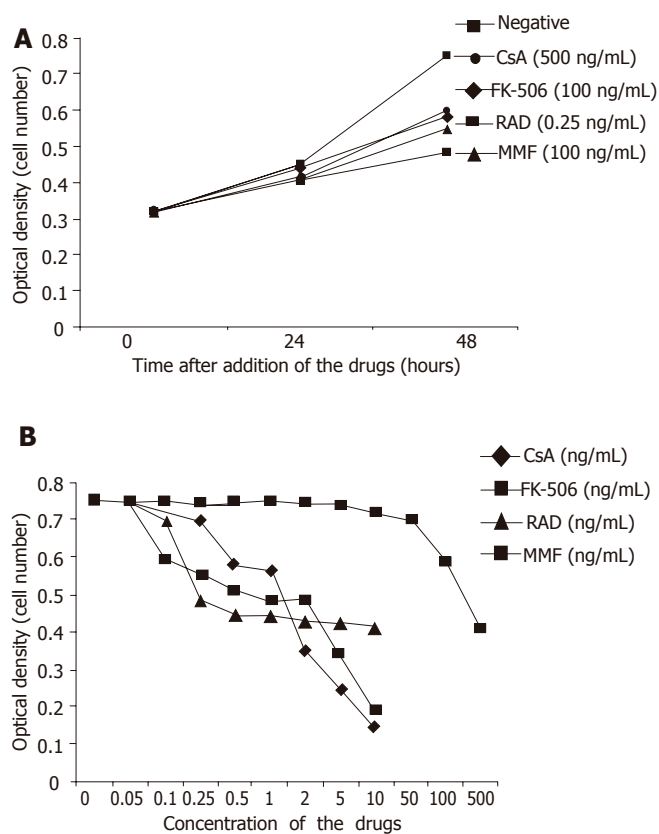 A
Optical density (cell number)
0.8
0.7
0.6
0.5
0.4
0.3
0.2
0.1
0
0 24 48
Time after addition of the drugs (hours)
Negative
CsA (500 ng/mL)
FK-506 (100 ng/mL)
RAD (0.25 ng/mL)
MMF (100 ng/mL)
B
Optical density (cell number)
0.8
0.7
0.6
0.5
0.4
0.3
0.2
0.1
0
0 0.05 0.1 0.25 0.5 1 2 5 10 50 100 500
Concentration of the drugs
CsA (ng/mL)
FK-506 (ng/mL)
RAD (ng/mL)
MMF (ng/mL)